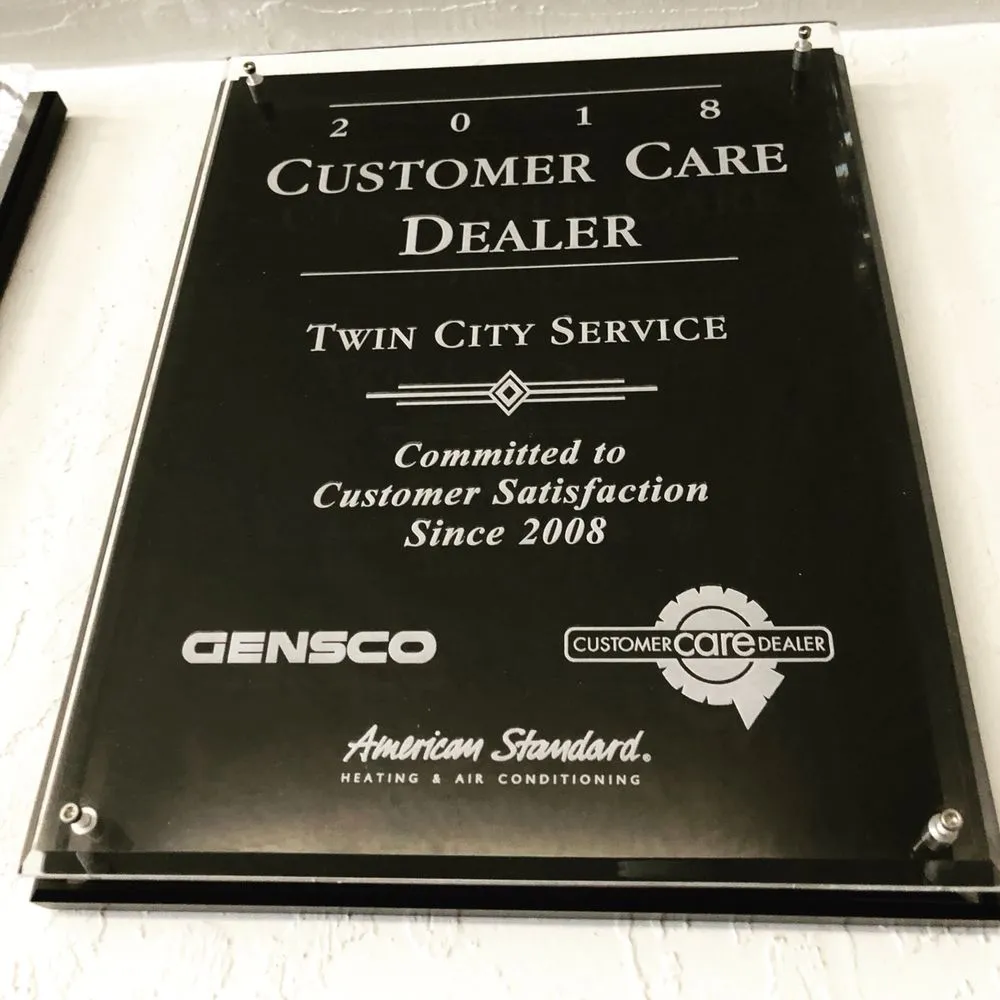 2 0 1 8
CUSTOMER CARE
DEALER
TWIN CITY SERVICE
Committed to
Customer Satisfaction
Since 2008
GENSCO
CUSTOMER care DEALER
American Standard®
HEATING & AIR CONDITIONING